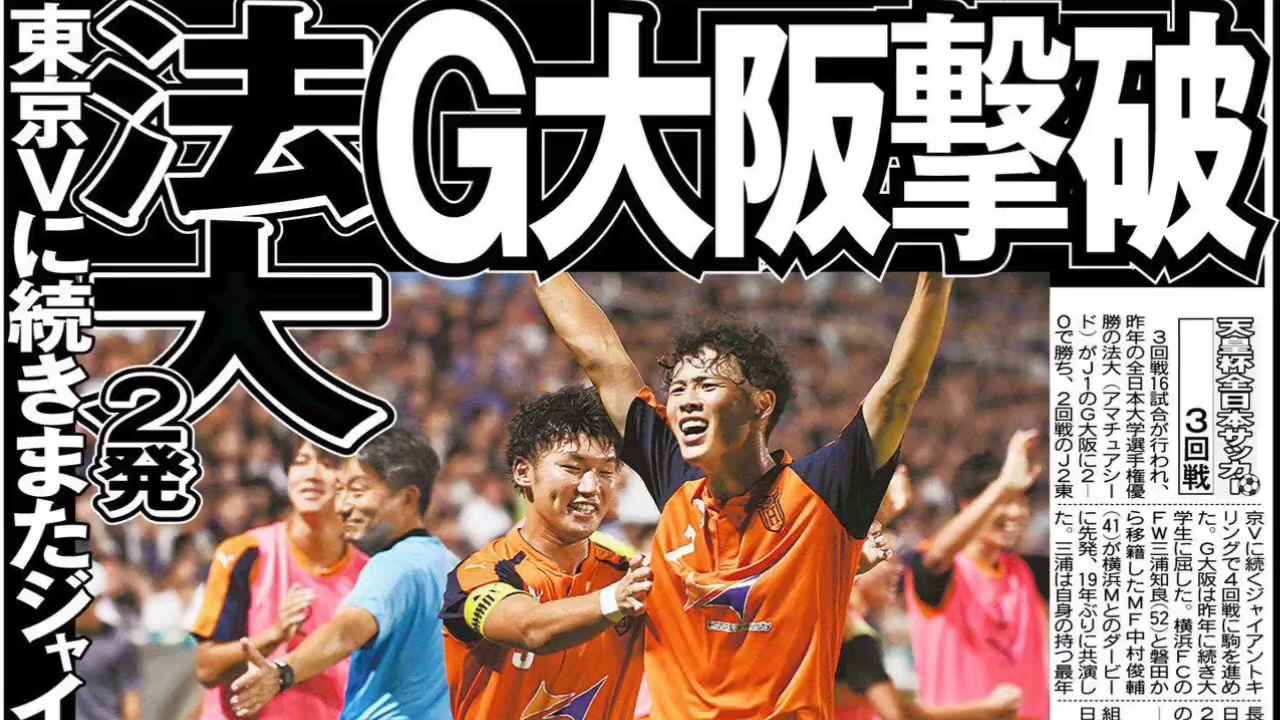 G大阪撃破
法大
2発
東京Vに続きまたジャイ
天皇杯全日本サッカー
3回戦
3回戦16試合が行われ、
昨年の全日本大学選手権優
勝の法大(アマチュアシー
ド)がJ1のG大阪に2―
0で勝ち、2回戦のJ2東
京Vに続くジャイアントキ
リングで4回戦に駒を進め
た。G大阪は昨年に続き大
学生に屈した。横浜FCの
FW三浦知良(52)と磐田か
ら移籍したMF中村俊輔
(41)が横浜Mとのダービー
に先発、19年ぶりに共演し
た。三浦は自身の持つ最年
長
日
2
の
―
組
日